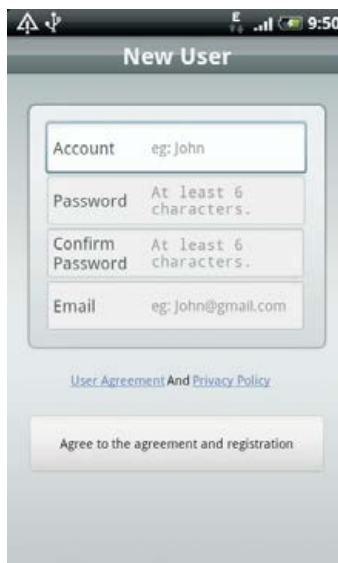 E 9:50
New User
Account eg: John
Password At least 6
characters.
Confirm
Password At least 6
characters.
Email eg: John@gmail.com
User Agreement And Privacy Policy
Agree to the agreement and registration